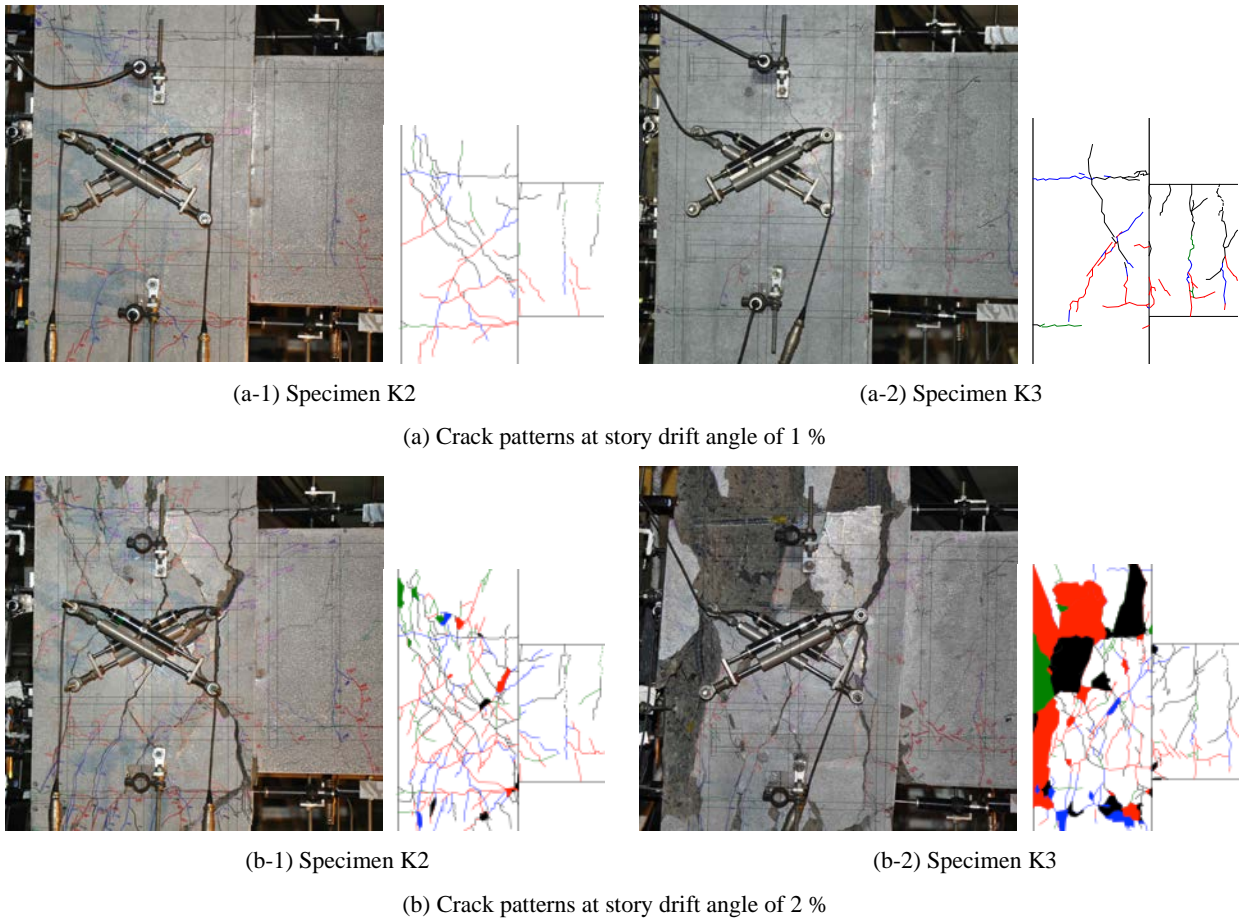 (a-1) Specimen K2
(a-2) Specimen K3
(a) Crack patterns at story drift angle of 1 %
(b-1) Specimen K2
(b-2) Specimen K3
(b) Crack patterns at story drift angle of 2 %